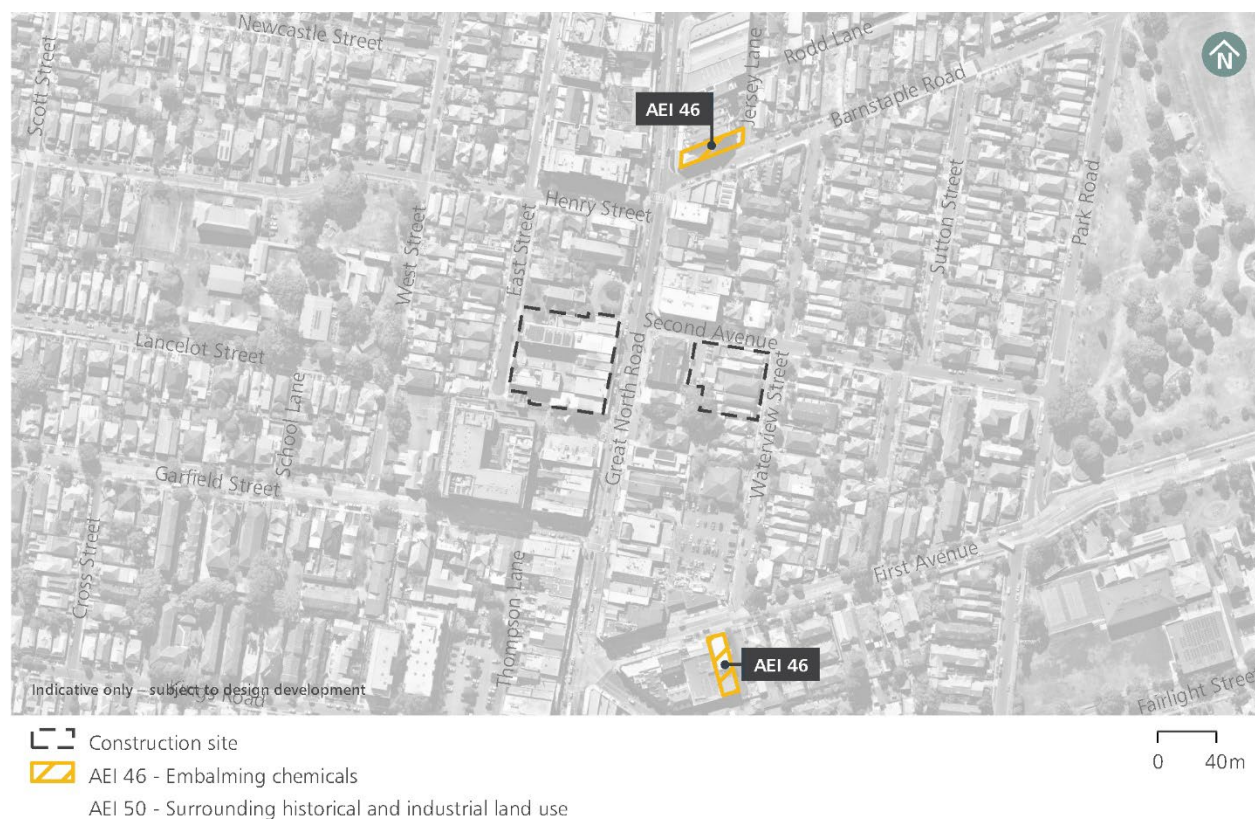 Newcastle Street
Scott Street
Rodd Lane
Jersey Lane
N
AEI 46
Barnstaple Road
Henry Street
Park Road
Sutton Street
East Street
West Street
Second Avenue
Lancelot Street
Great North Road
Waterview Street
School Lane
Garfield Street
First Avenue
Cross Street
Thompson Lane
AEI 46
Indicative only – subject to design development
Kings Road
Fairlight Stree
Construction site
0 40m
AEI 46 - Embalming chemicals
AEI 50 - Surrounding historical and industrial land use